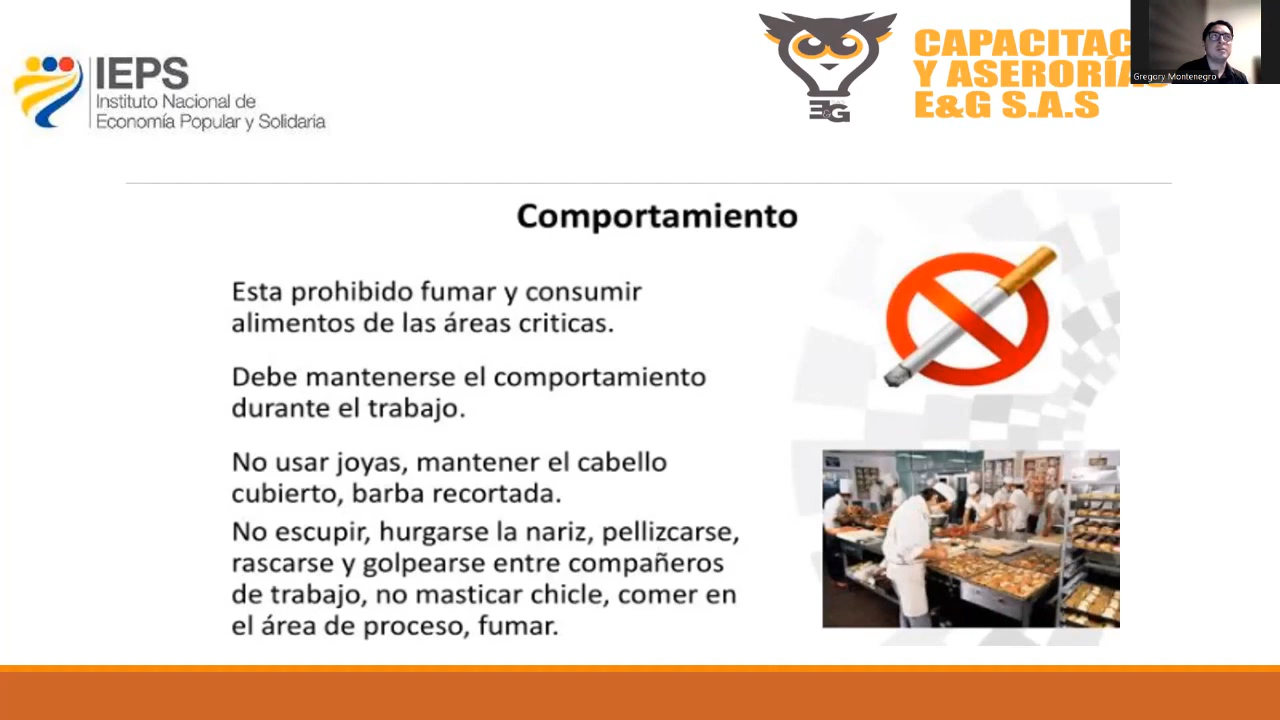 IEPS
Instituto Nacional de
Economía Popular y Solidaria
E&G
CAPACITAC
Y ASERORÍAS
E&G S.A.S
Gregory Montenegro
Comportamiento
Esta prohibido fumar y consumir
alimentos de las áreas criticas.
Debe mantenerse el comportamiento
durante el trabajo.
No usar joyas, mantener el cabello
cubierto, barba recortada.
No escupir, hurgarse la nariz, pellizcarse,
rascarse y golpearse entre compañeros
de trabajo, no masticar chicle, comer en
el área de proceso, fumar.